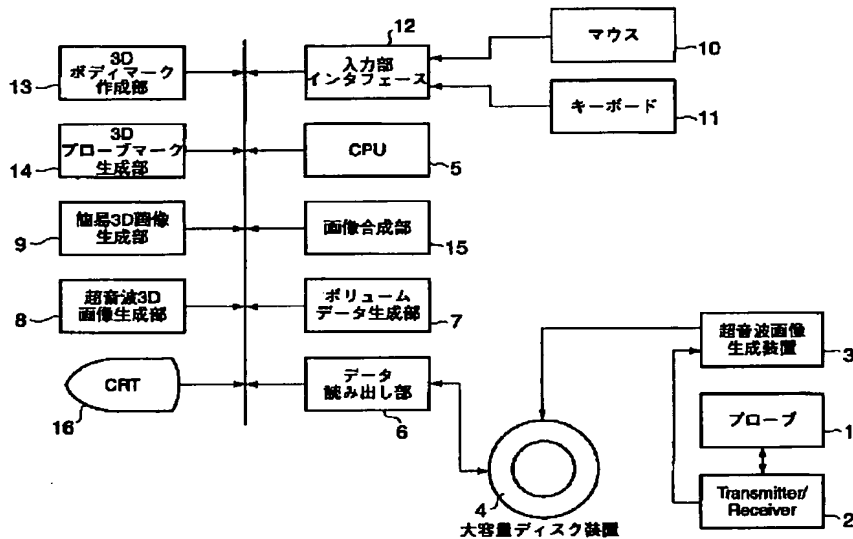 12
3D
ボディマーク
作成部
13
入力部
インタフェース
マウス
10
キーボード
11
3D
プローブマーク
生成部
14
CPU
5
簡易3D画像
生成部
9
画像合成部
15
超音波3D
画像生成部
8
ボリューム
データ生成部
7
CRT
16
データ
読み出し部
6
超音波画像
生成装置
3
プローブ
1
Transmitter/
Receiver
2
4
大容量ディスク装置